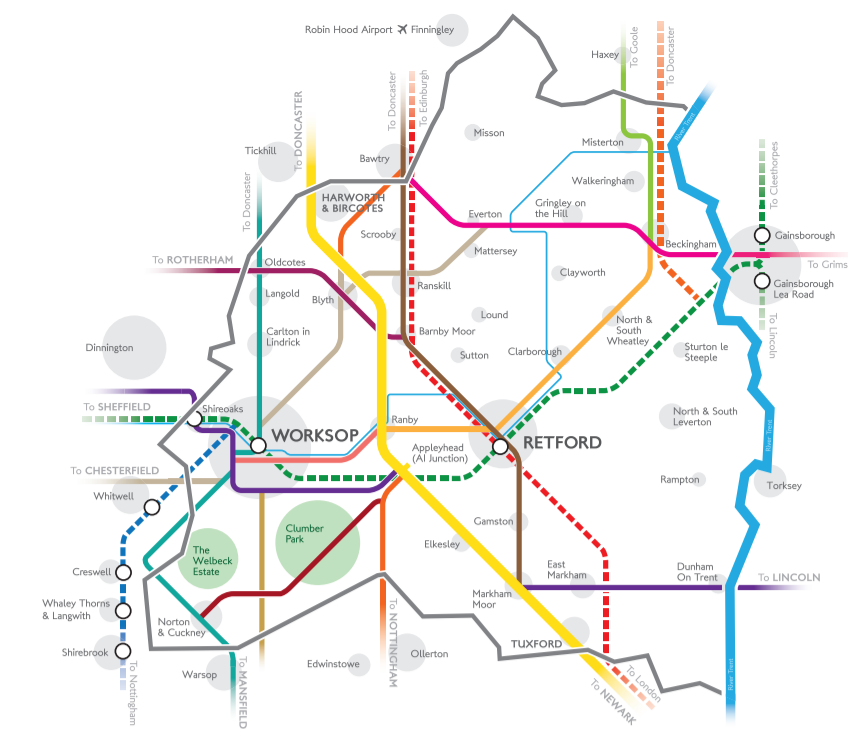 Robin Hood Airport ✈ Finningley
Haxey
To Goole
To Doncaster
To Doncaster
To Edinburgh
To DONCASTER
River Trent
Misson
Misterton
Tickhill
Bawtry
To Cleethorpes
Walkeringham
To Doncaster
HARWORTH
& BIRCOTES
Gringley on
the Hill
Everton
Scrooby
Gainsborough
Beckingham
Mattersey
To ROTHERHAM
Oldcotes
To Grims
Clayworth
Langold
Blyth
Ranskill
Gainsborough
Lea Road
Lound
North &
South
Wheatley
To Lincoln
Carlton in
Lindrick
Barnby Moor
Dinnington
Sutton
Clarborough
Sturton le
Steeple
To SHEFFIELD
Shireoaks
Ranby
North & South
Leverton
WORKSOP
RETFORD
River Trent
Appleyhead
(A1 Junction)
To CHESTERFIELD
Rampton
Torksey
Whitwell
Gamston
Clumber
Park
Elkesley
The
Welbeck
Estate
Creswell
East
Markham
Dunham
On Trent
To LINCOLN
Markham
Moor
Whaley Thorns
& Langwith
Norton
& Cuckney
To NOTTINGHAM
TUXFORD
Shirebrook
Ollerton
Edwinstowe
Warsop
To Nottingham
To MANSFIELD
To London
To NEWARK
River Trent